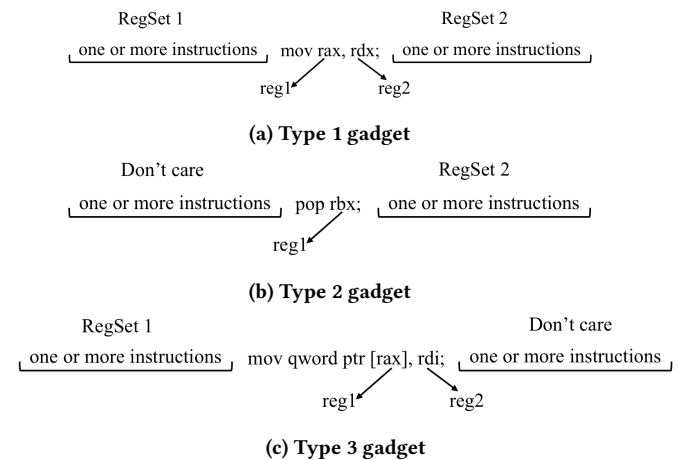 RegSet 1 RegSet 2
one or more instructions mov rax, rdx; one or more instructions
reg1 reg2
(a) Type 1 gadget
Don't care RegSet 2
one or more instructions pop rbx; one or more instructions
reg1
(b) Type 2 gadget
RegSet 1 Don't care
one or more instructions mov qword ptr [rax], rdi; one or more instructions
reg1 reg2
(c) Type 3 gadget